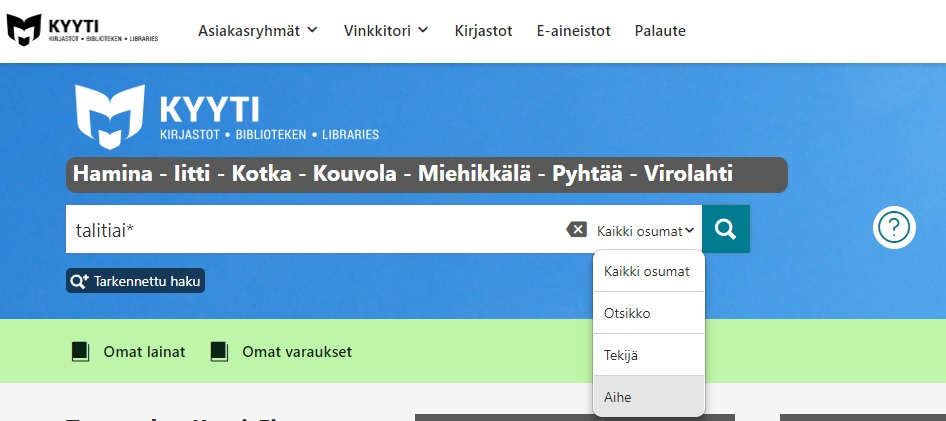 KYYTI
KIRJASTOT • BIBLIOTEKEN • LIBRARIES
Asiakasryhmät Vinkkitori Kirjastot E-aineistot Palaute
KYYTI
KIRJASTOT • BIBLIOTEKEN • LIBRARIES
Hamina - Iitti - Kotka - Kouvola - Miehikkälä - Pyhtää - Virolahti
talitiai* Kaikki osumat
?
Tarkennettu haku
Kaikki osumat
Otsikko
Tekijä
Aihe
Omat lainat Omat varaukset